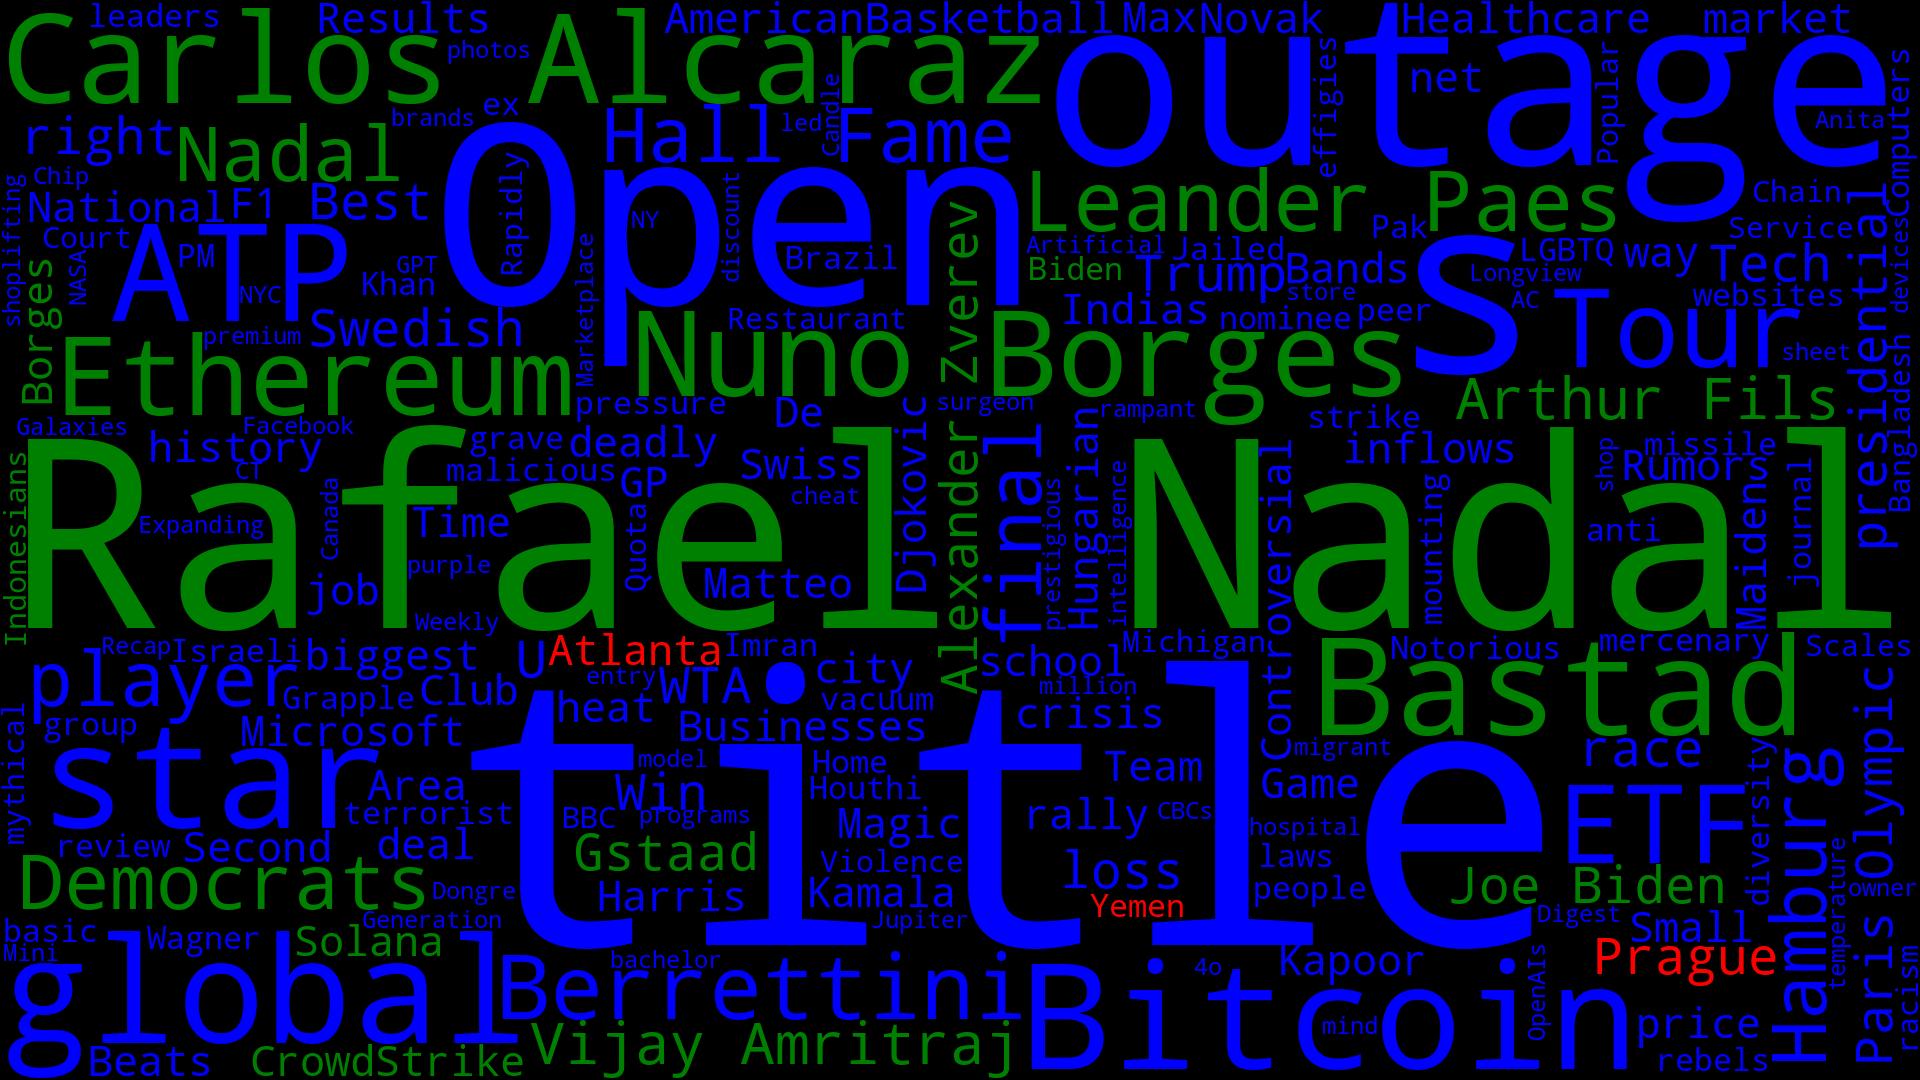 leaders
Results
AmericanBasketball
Max
Novak
Healthcare
market
Carlos Alcaraz
photos
outage
net
effigies
Popular
Computers
Anita
brands
ex
Hall
led
Candle
Fame
right
Nadal
Open
Rapidly
NY
discount
Chip
shoplifting
National
F1
Best
Leander Paes
Chain
Service
Court
PM
NASA
ATP
NYC
GPT
Khan
Marketplace
Brazil
Artificial
Jailed
Pak
s
LGBTQ
way
Tech
Biden
Trump
Bands
Longview
store
AC
websites
presidential
devices
Borges
premium
Swedish
Restaurant
Indias
nominee
peer
Tour
sheet
Ethereum
Nuno Borges
Alexander Zverev
Arthur Fils
Bangladesh
Galaxies
Facebook
pressure
De
surgeon
rampant
strike
history
grave
deadly
Djokovic
final
Hungarian
inflows
shop
missile
Rumors
CT
malicious
GP
Swiss
cheat
Indonesians
Rafael Nadal
Expanding
Canada
Time
Quota
prestigious
intelligence
Controversial
mounting
anti
Maidens
journal
purple
job
Matteo
Weekly
Recap
Israeli
biggest
U
Atlanta
Imran
school
Michigan
Notorious
mercenary
Scales
player
Grapple
Club
entry
WTA
city
vacuum
million
Bastad
group
Microsoft
heat
Businesses
crisis
migrant
race
mythical
star
title
model
Home
Team
Game
diversity
Hamburg
Olympic
Area
terrorist
Win
Houthi
ETF
BBC
programs
Magic
rally
CBCs
hospital
review
Second
deal
Gstaad
Violence
loss
laws
temperature
Democrats
Dongre
Harris
Kamala
Yemen
people
Joe Biden
owner
basic
Mini
Wagner
Solana
Generation
Jupiter
Digest
Small
Paris
global
Berrettini
bachelor
Bitcoin
4o
Kapoor
OpenAIs
Prague
racism
mind
price
Beats
CrowdStrike
Vijay Amritraj
rebels